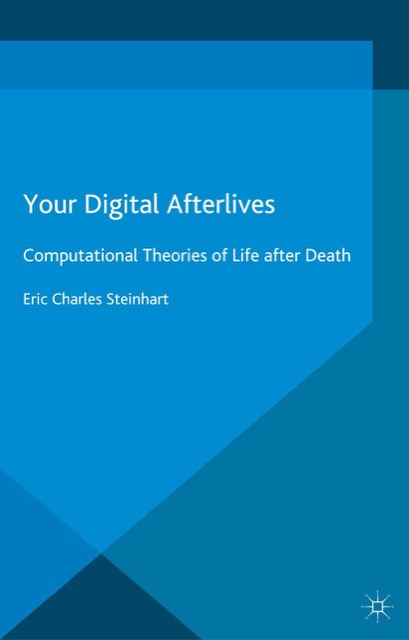 Your Digital Afterlives
Computational Theories of Life after Death
Eric Charles Steinhart